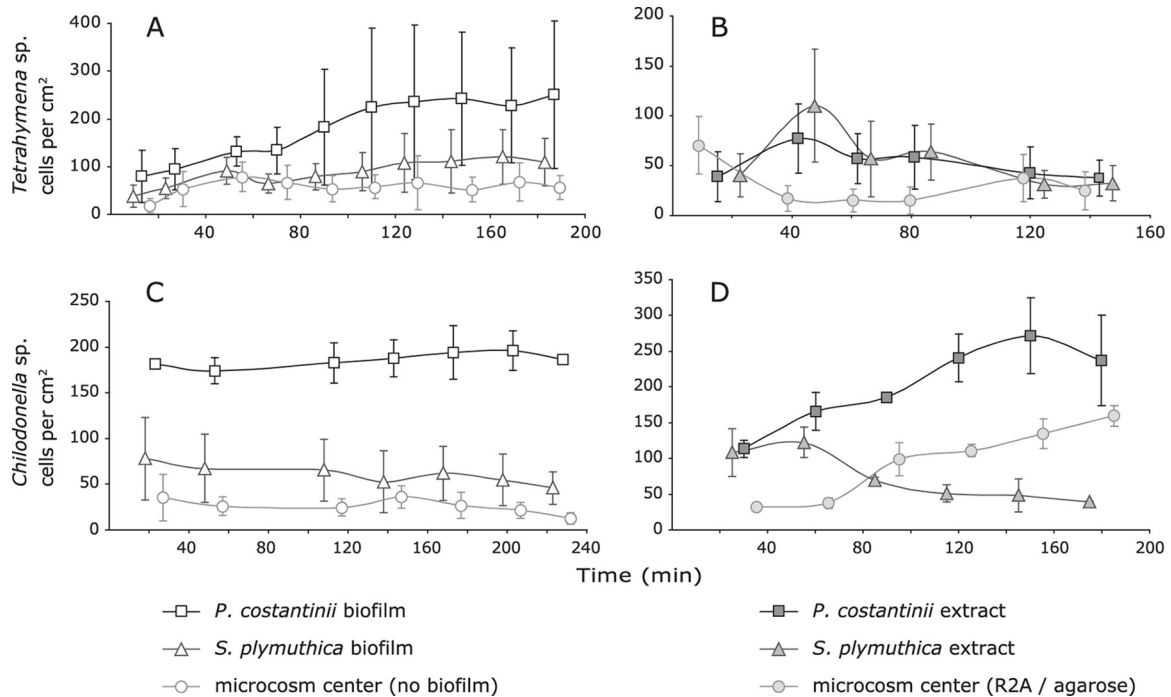 A
B
Tetrahymena sp.
cells per cm²
400
300
200
100
0
40
80
120
160
200
200
150
100
50
0
40
80
120
160
C
D
Chilodonella sp.
cells per cm²
250
200
150
100
50
0
40
80
120
160
200
240
350
300
250
200
150
100
50
0
40
80
120
160
200
Time (min)
P. costantinii biofilm
S. plymuthica biofilm
microcosm center (no biofilm)
P. costantinii extract
S. plymuthica extract
microcosm center (R2A / agarose)